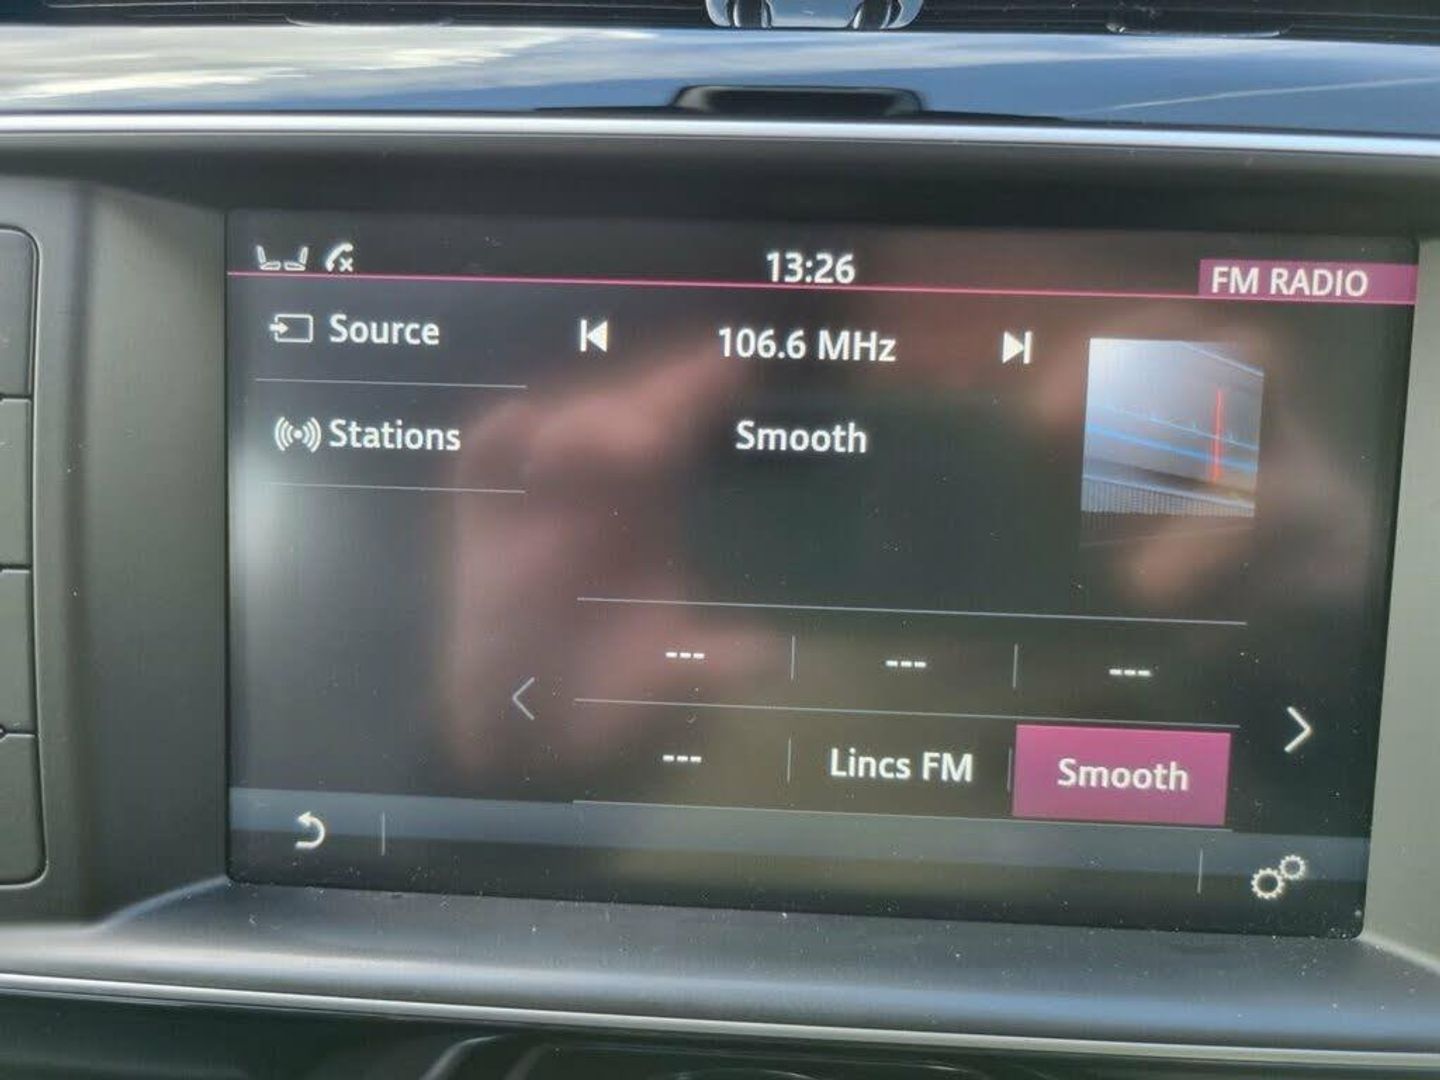 13:26
FM RADIO
Source
106.6 MHz
Stations
Smooth
--- --- ---
--- Lincs FM Smooth